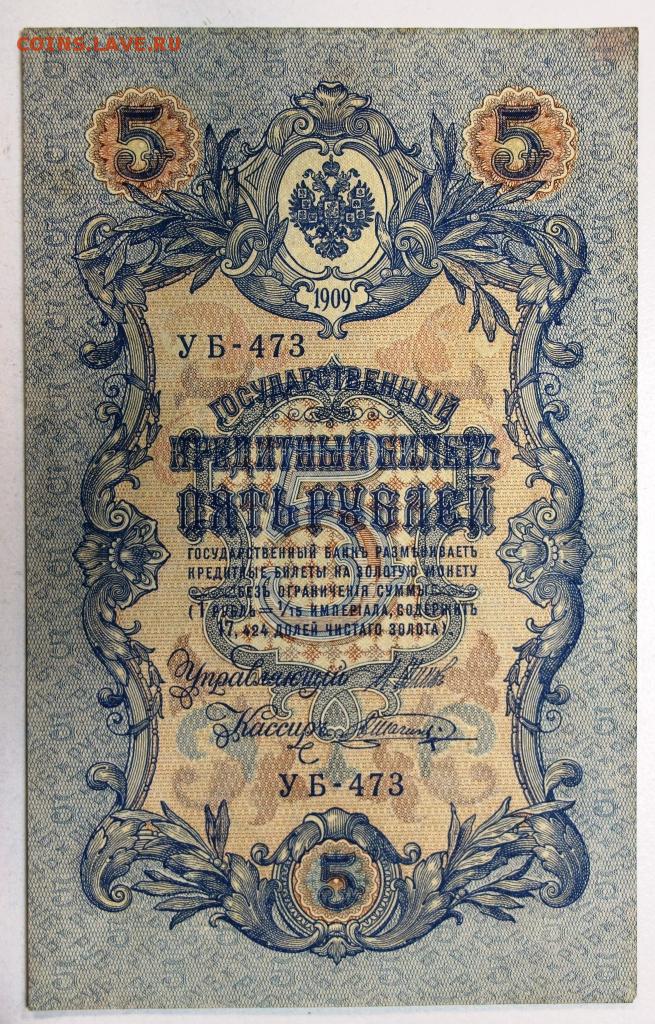 COINS.LAVE.RU
5 5
1909
УБ-473
ГОСУДАРСТВЕННЫЙ
КРЕДИТНЫЙ БИЛЕТЪ
5
ПЯТЬ РУБЛЕЙ
ГОСУДАРСТВЕННЫЙ БАНКЪ РАЗМѢНИВАЕТЪ
КРЕДИТНЫЕ БИЛЕТЫ НА ЗОЛОТУЮ МОНЕТУ
БЕЗЪ ОГРАНИЧЕНІЯ СУММЫ
(1 РУБЛЬ = 1/15 ИМПЕРІАЛА, СОДЕРЖИТЪ
17,424 ДОЛЕЙ ЧИСТАГО ЗОЛОТА).
Управляющій
Кассиръ
УБ-473
5